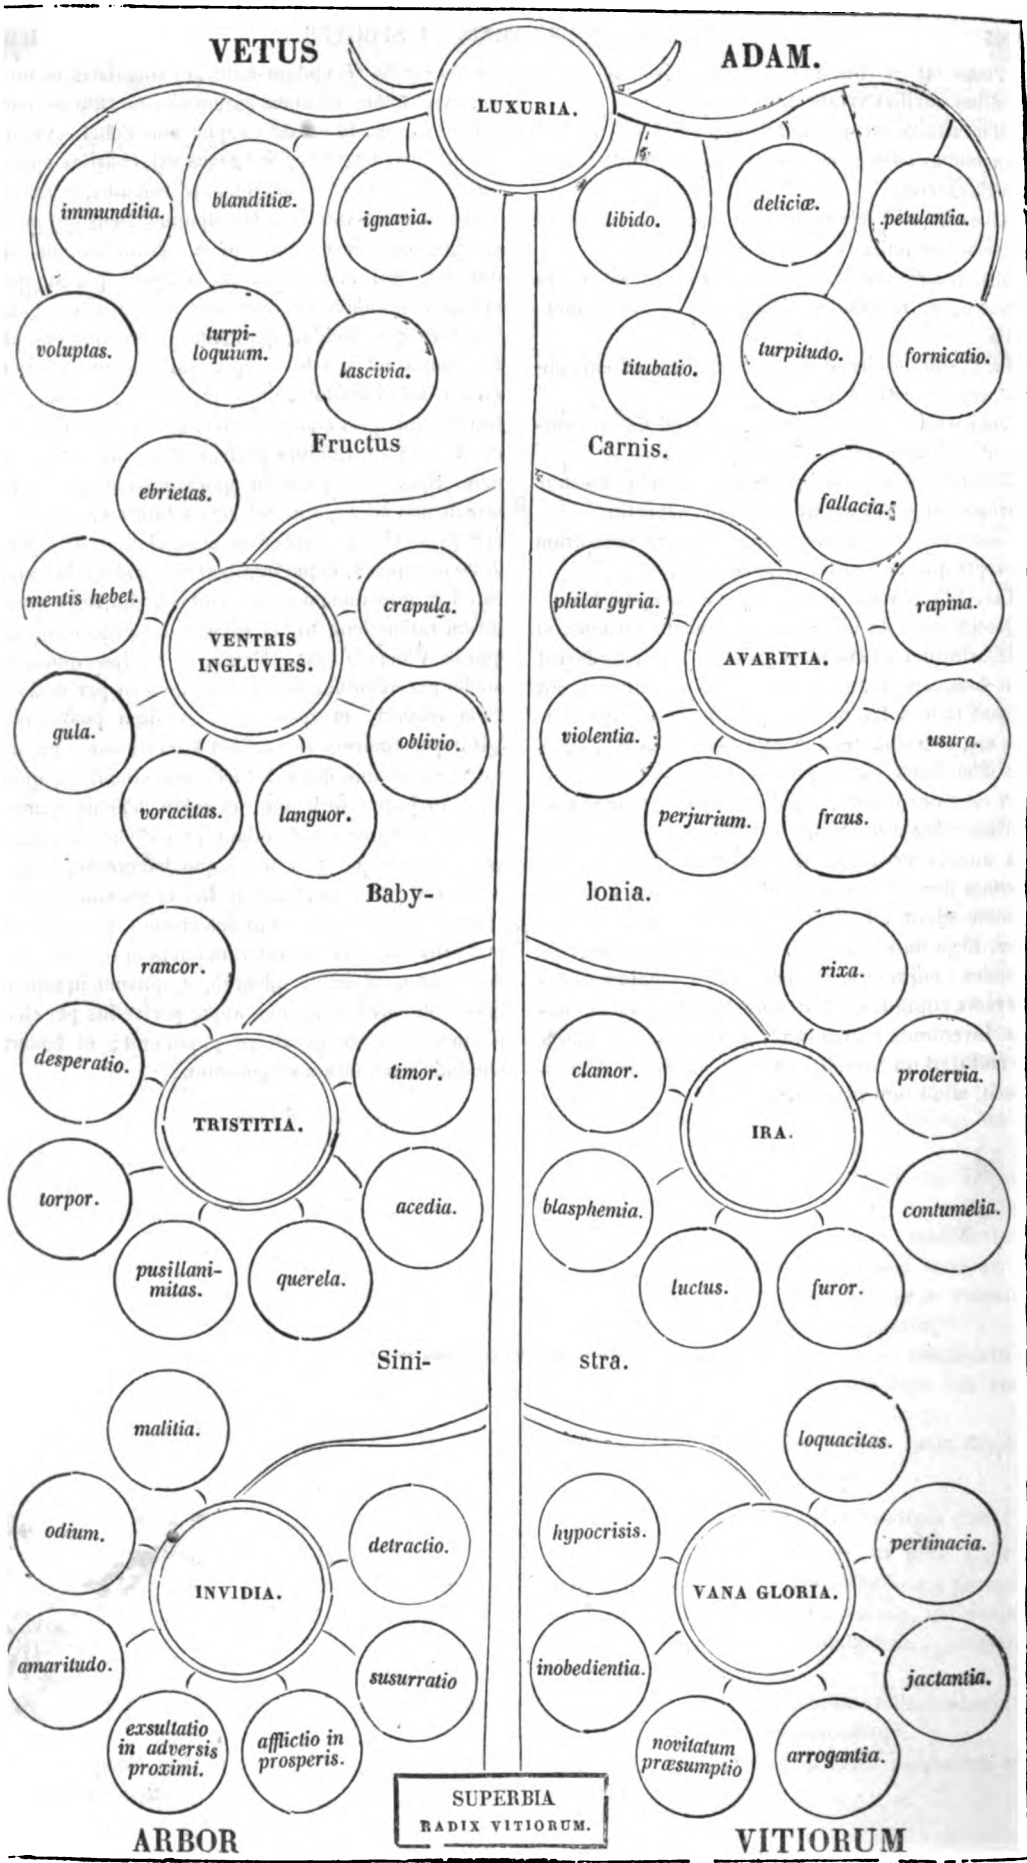 VETUS ADAM.
LUXURIA.
immunditia.
blanditiæ.
ignavia.
libido.
deliciæ.
petulantia.
voluptas.
turpi-
loquium.
lascivia.
titubatio.
turpitudo.
fornicatio.
Fructus Carnis.
ebrietas.
mentis hebet.
crapula.
VENTRIS
INGLUVIES.
gula.
oblivio.
voracitas.
languor.
fallacia.
philargyria.
rapina.
AVARITIA.
violentia.
usura.
perjurium.
fraus.
Baby- lonia.
rancor.
desperatio.
timor.
TRISTITIA.
torpor.
acedia.
pusillani-
mitas.
querela.
rixa.
clamor.
protervia.
IRA.
blasphemia.
contumelia.
luctus.
furor.
Sini- stra.
malitia.
odium.
detractio.
INVIDIA.
amaritudo.
susurratio
exsultatio
in adversis
proximi.
afflictio in
prosperis.
loquacitas.
hypocrisis.
pertinacia.
VANA GLORIA.
inobedientia.
jactantia.
novitatum
præsumptio
arrogantia.
SUPERBIA
RADIX VITIORUM.
ARBOR VITIORUM